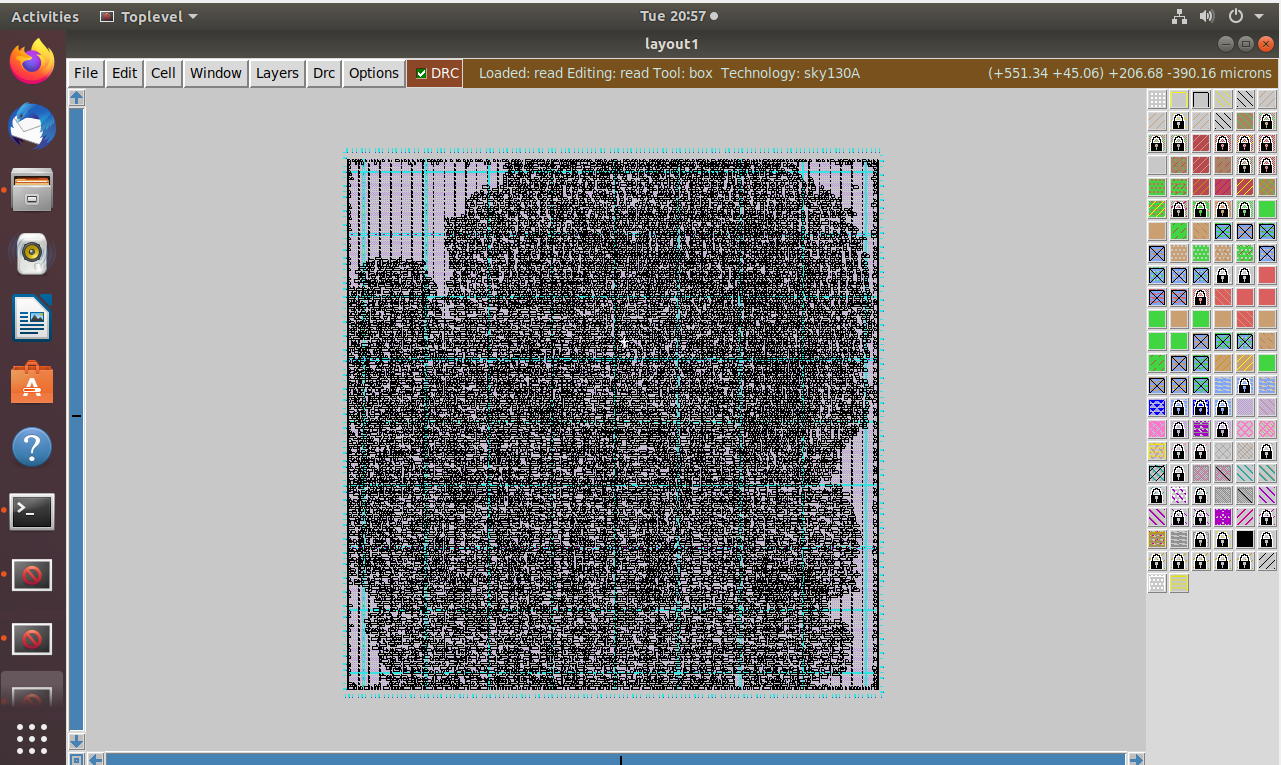 Activities Toplevel Tue 20:57
layout1
File Edit Cell Window Layers Drc Options DRC Loaded: read Editing: read Tool: box Technology: sky130A (+551.34 +45.06) +206.68 -390.16 microns